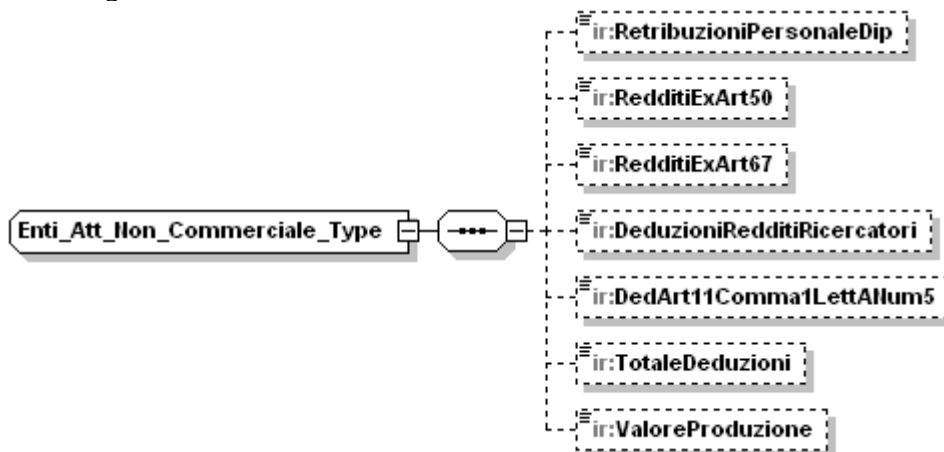 ir:RetribuzioniPersonaleDip
ir:RedditiExArt50
ir:RedditiExArt67
Enti_Att_Non_Commerciale_Type
ir:DeduzioniRedditiRicercatori
ir:DedArt11Comma1LettANum5
ir:TotaleDeduzioni
ir:ValoreProduzione